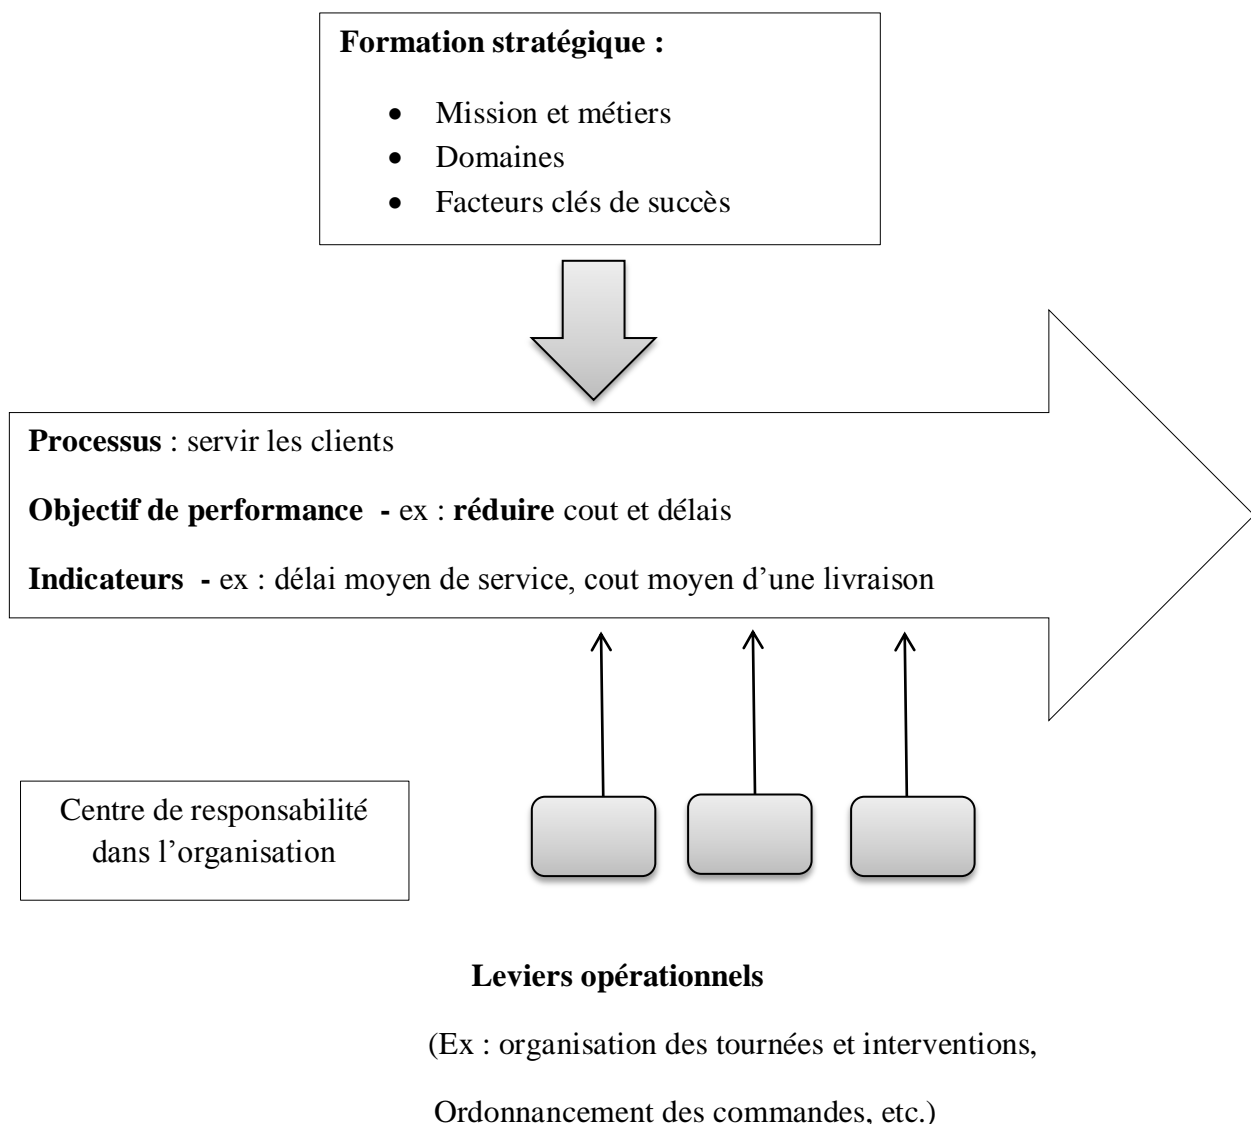 Formation stratégique :
• Mission et métiers
• Domaines
• Facteurs clés de succès
Processus : servir les clients
Objectif de performance - ex : réduire cout et délais
Indicateurs - ex : délai moyen de service, cout moyen d’une livraison
Centre de responsabilité
dans l’organisation
Leviers opérationnels
(Ex : organisation des tournées et interventions,
Ordonnancement des commandes, etc.)